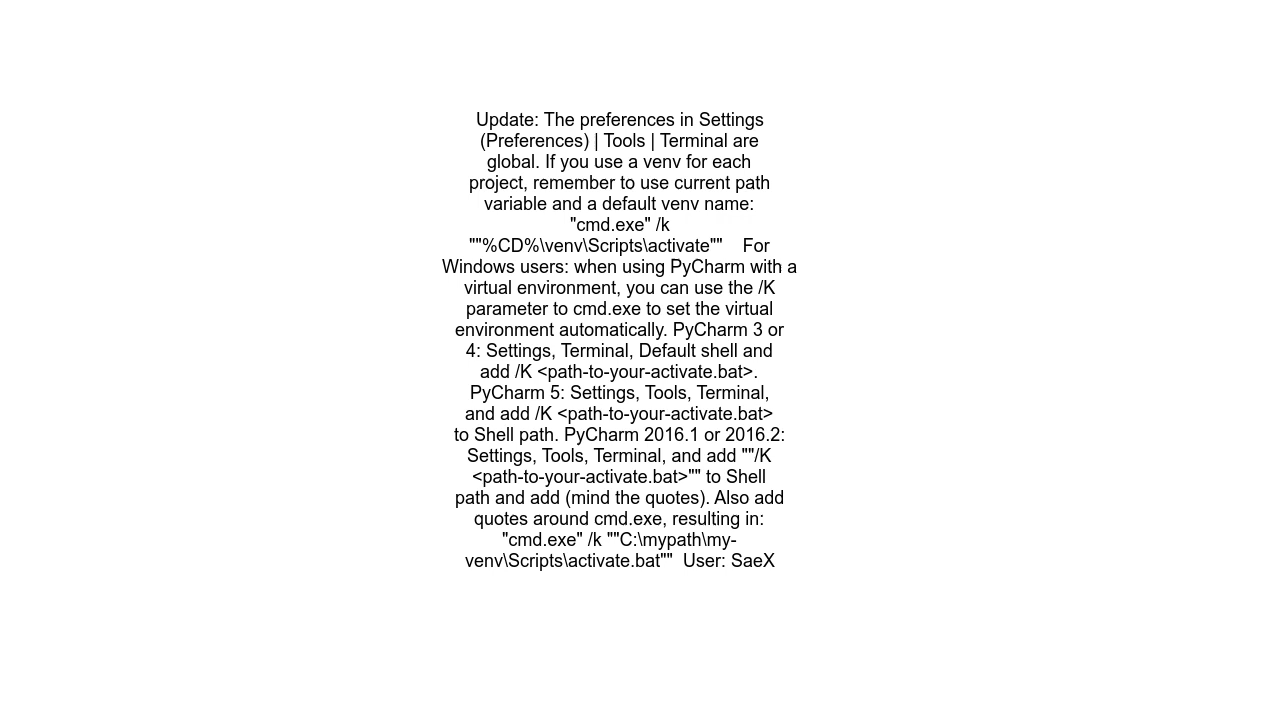 Update: The preferences in Settings
(Preferences) | Tools | Terminal are
global. If you use a venv for each
project, remember to use current path
variable and a default venv name:
"cmd.exe" /k
""%CD%\venv\Scripts\activate""    For
Windows users: when using PyCharm with a
virtual environment, you can use the /K
parameter to cmd.exe to set the virtual
environment automatically. PyCharm 3 or
4: Settings, Terminal, Default shell and
add /K <path-to-your-activate.bat>.
PyCharm 5: Settings, Tools, Terminal,
and add /K <path-to-your-activate.bat>
to Shell path. PyCharm 2016.1 or 2016.2:
Settings, Tools, Terminal, and add ""/K
<path-to-your-activate.bat>"" to Shell
path and add (mind the quotes). Also add
quotes around cmd.exe, resulting in:
"cmd.exe" /k ""C:\mypath\my-
venv\Scripts\activate.bat""  User: SaeX